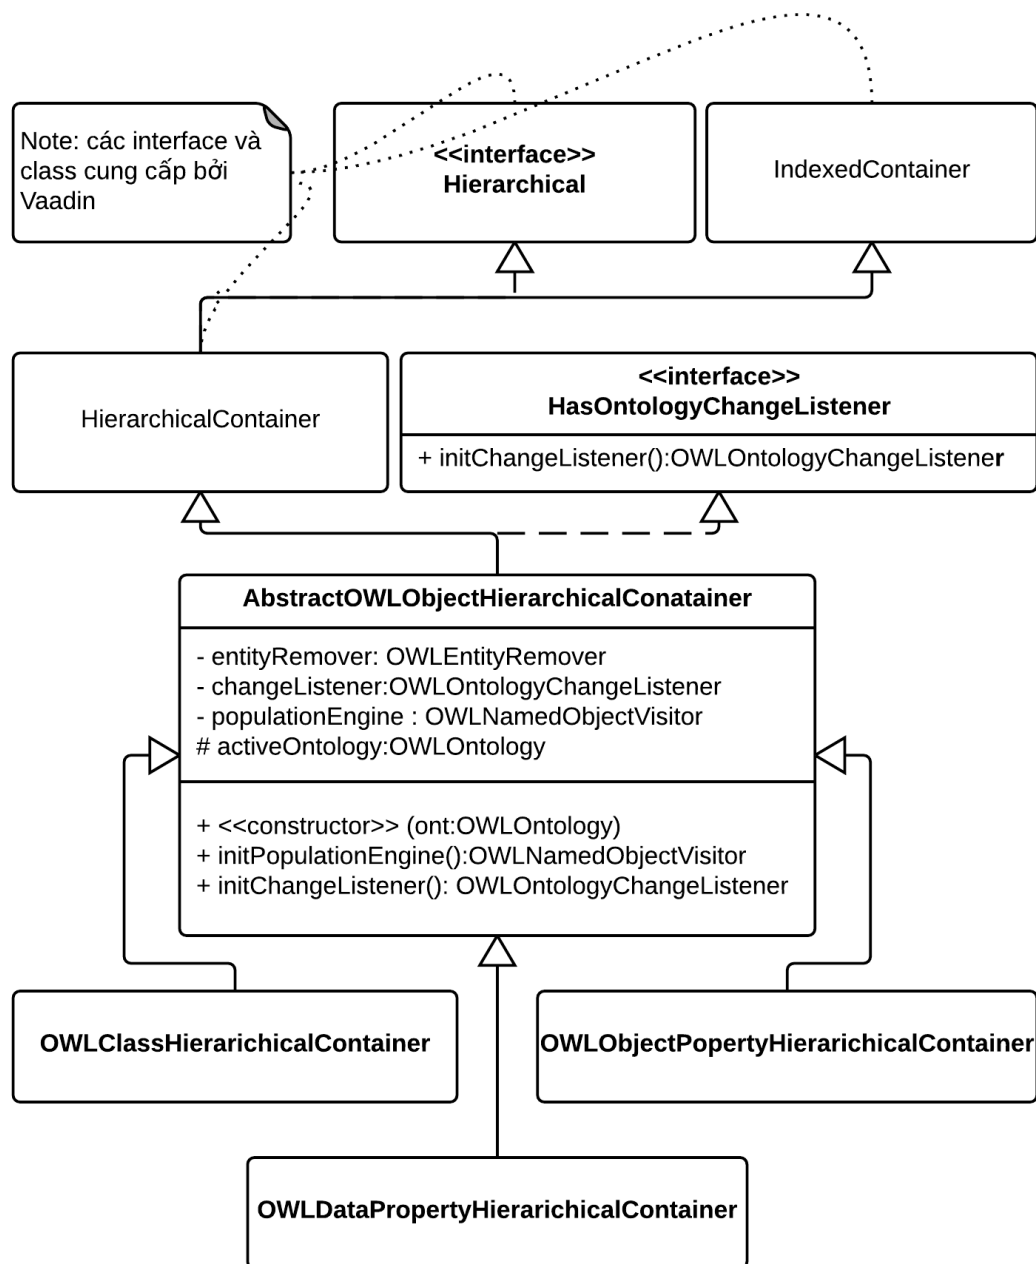 Note: các interface và
class cung cấp bởi
Vaadin
<<interface>>
Hierarchical
IndexedContainer
HierarchicalContainer
<<interface>>
HasOntologyChangeListener
+ initChangeListener():OWLOntologyChangeListener
AbstractOWLObjectHierarchicalConatainer
- entityRemover: OWLEntityRemover
- changeListener:OWLOntologyChangeListener
- populationEngine : OWLNamedObjectVisitor
# activeOntology:OWLOntology
+ <<constructor>> (ont:OWLOntology)
+ initPopulationEngine():OWLNamedObjectVisitor
+ initChangeListener(): OWLOntologyChangeListener
OWLClassHierarichicalContainer
OWLObjectPopertyHierarichicalContainer
OWLDataPropertyHierarichicalContainer